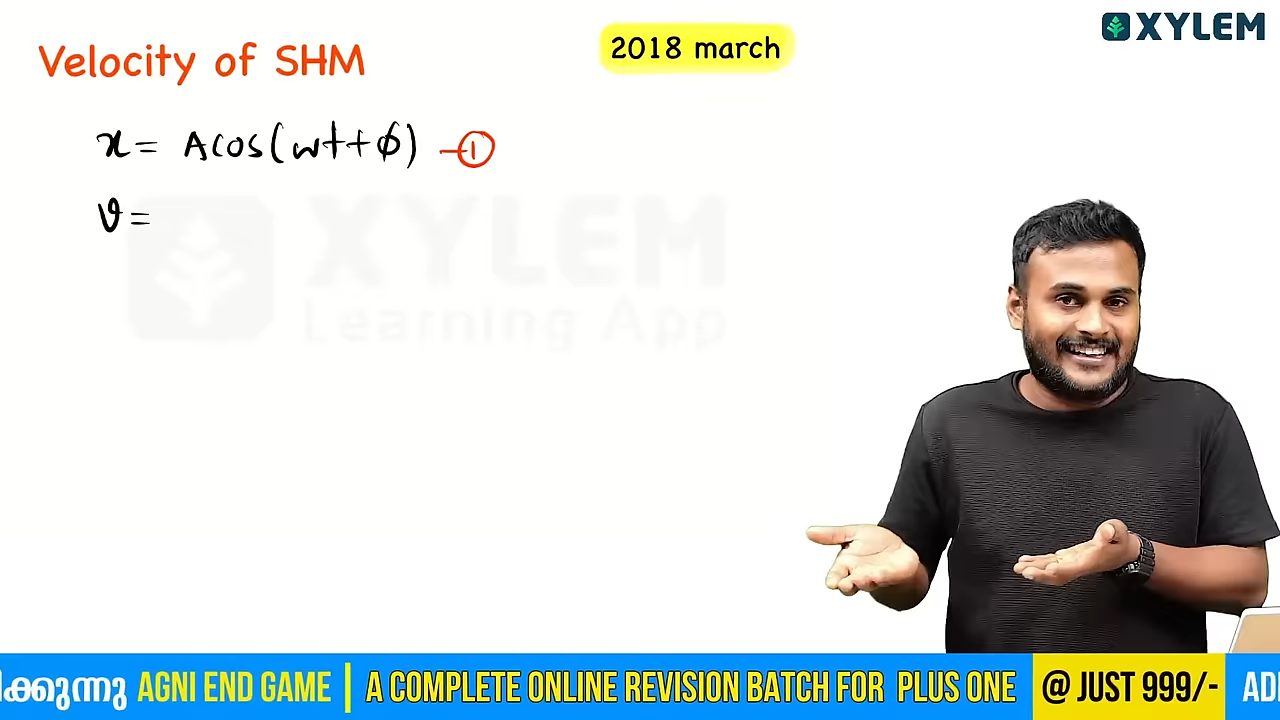 Velocity of SHM
2018 march
XYLEM
x = Acos(ωt+φ) —①
v =
XYLEM
Learning App
ിക്കുന്നു AGNI END GAME | A COMPLETE ONLINE REVISION BATCH FOR PLUS ONE @ JUST 999/- AD